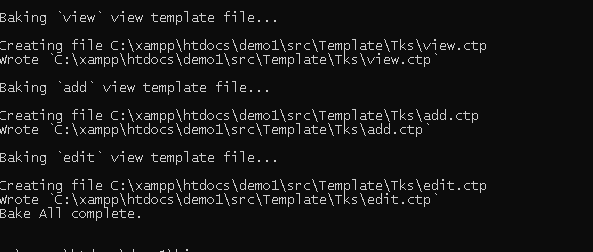 Baking `view` view template file...
Creating file C:\xampp\htdocs\demo1\src\Template\Tks\view.ctp
Wrote `C:\xampp\htdocs\demo1\src\Template\Tks\view.ctp`
Baking `add` view template file...
Creating file C:\xampp\htdocs\demo1\src\Template\Tks\add.ctp
Wrote `C:\xampp\htdocs\demo1\src\Template\Tks\add.ctp`
Baking `edit` view template file...
Creating file C:\xampp\htdocs\demo1\src\Template\Tks\edit.ctp
Wrote `C:\xampp\htdocs\demo1\src\Template\Tks\edit.ctp`
Bake All complete.